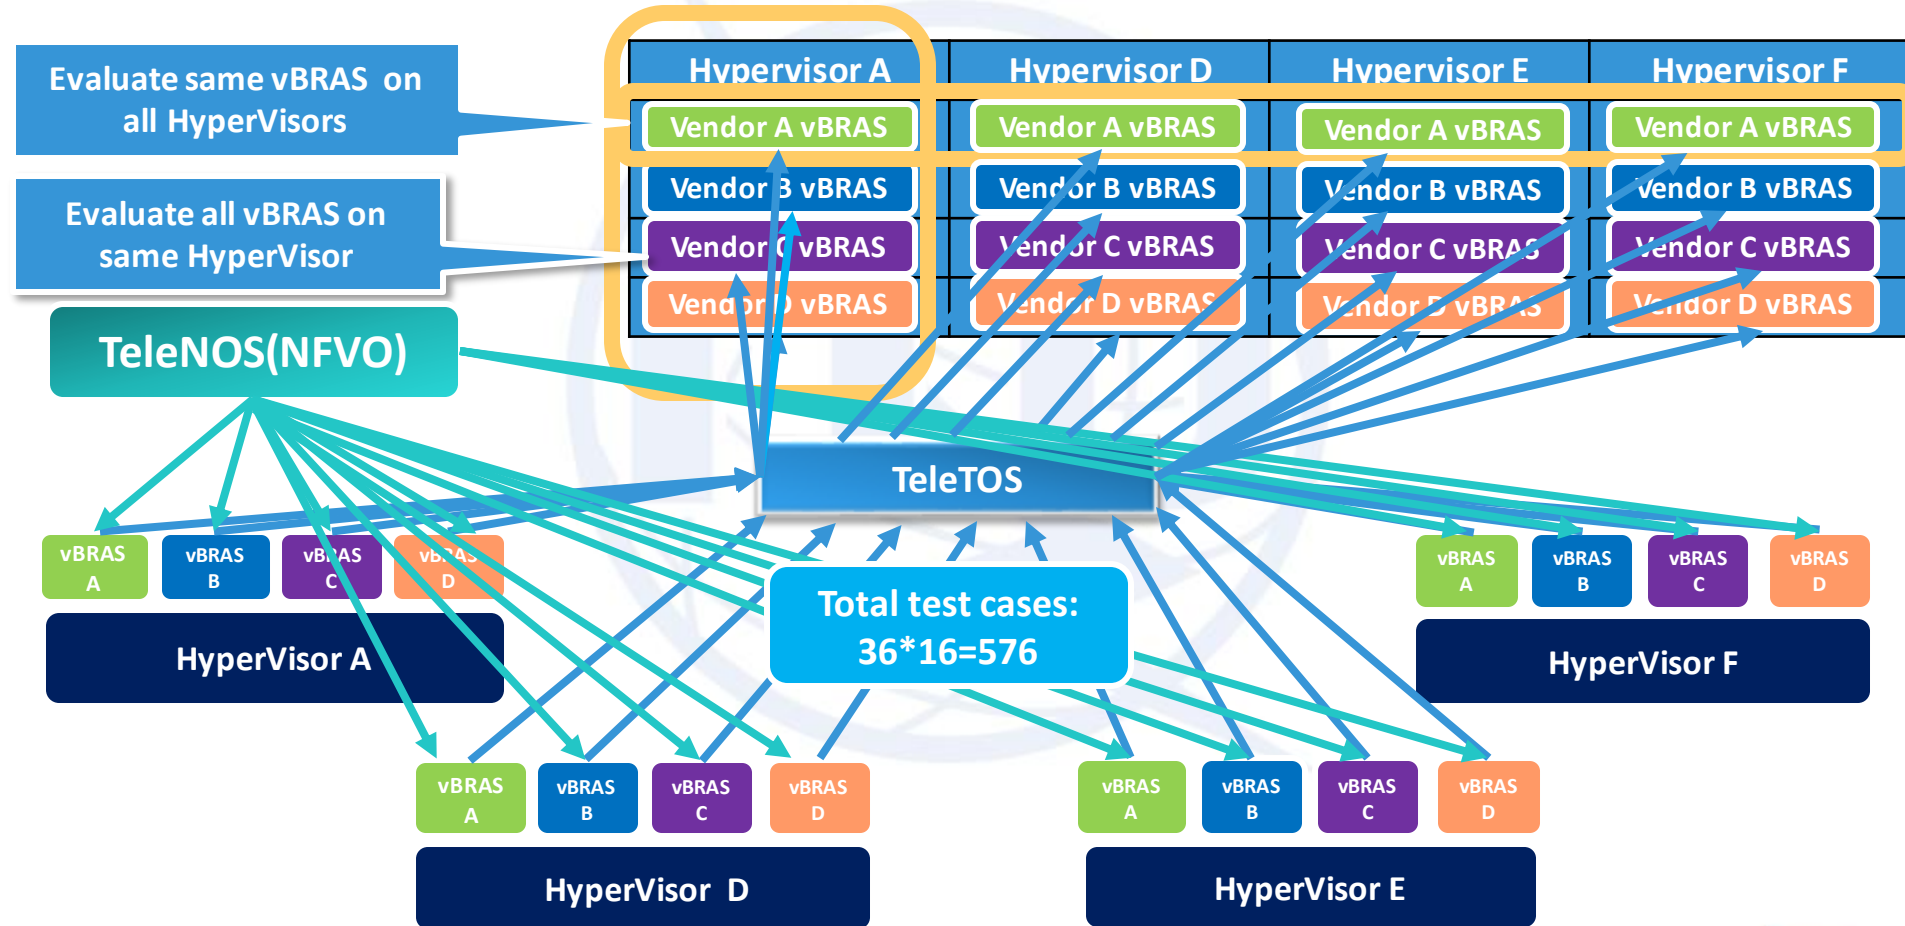 Evaluate same vBRAS on
all HyperVisors
Evaluate all vBRAS on
same HyperVisor
Hypervisor A
Hypervisor D
Hypervisor E
Hypervisor F
Vendor A vBRAS
Vendor A vBRAS
Vendor A vBRAS
Vendor A vBRAS
Vendor B vBRAS
Vendor B vBRAS
Vendor B vBRAS
Vendor B vBRAS
Vendor C vBRAS
Vendor C vBRAS
Vendor C vBRAS
Vendor C vBRAS
Vendor D vBRAS
Vendor D vBRAS
Vendor D vBRAS
Vendor D vBRAS
TeleNOS(NFVO)
TeleTOS
vBRAS
A
vBRAS
B
vBRAS
C
vBRAS
D
HyperVisor A
Total test cases:
36*16=576
vBRAS
A
vBRAS
B
vBRAS
C
vBRAS
D
HyperVisor F
vBRAS
A
vBRAS
B
vBRAS
C
vBRAS
D
HyperVisor D
vBRAS
A
vBRAS
B
vBRAS
C
vBRAS
D
HyperVisor E